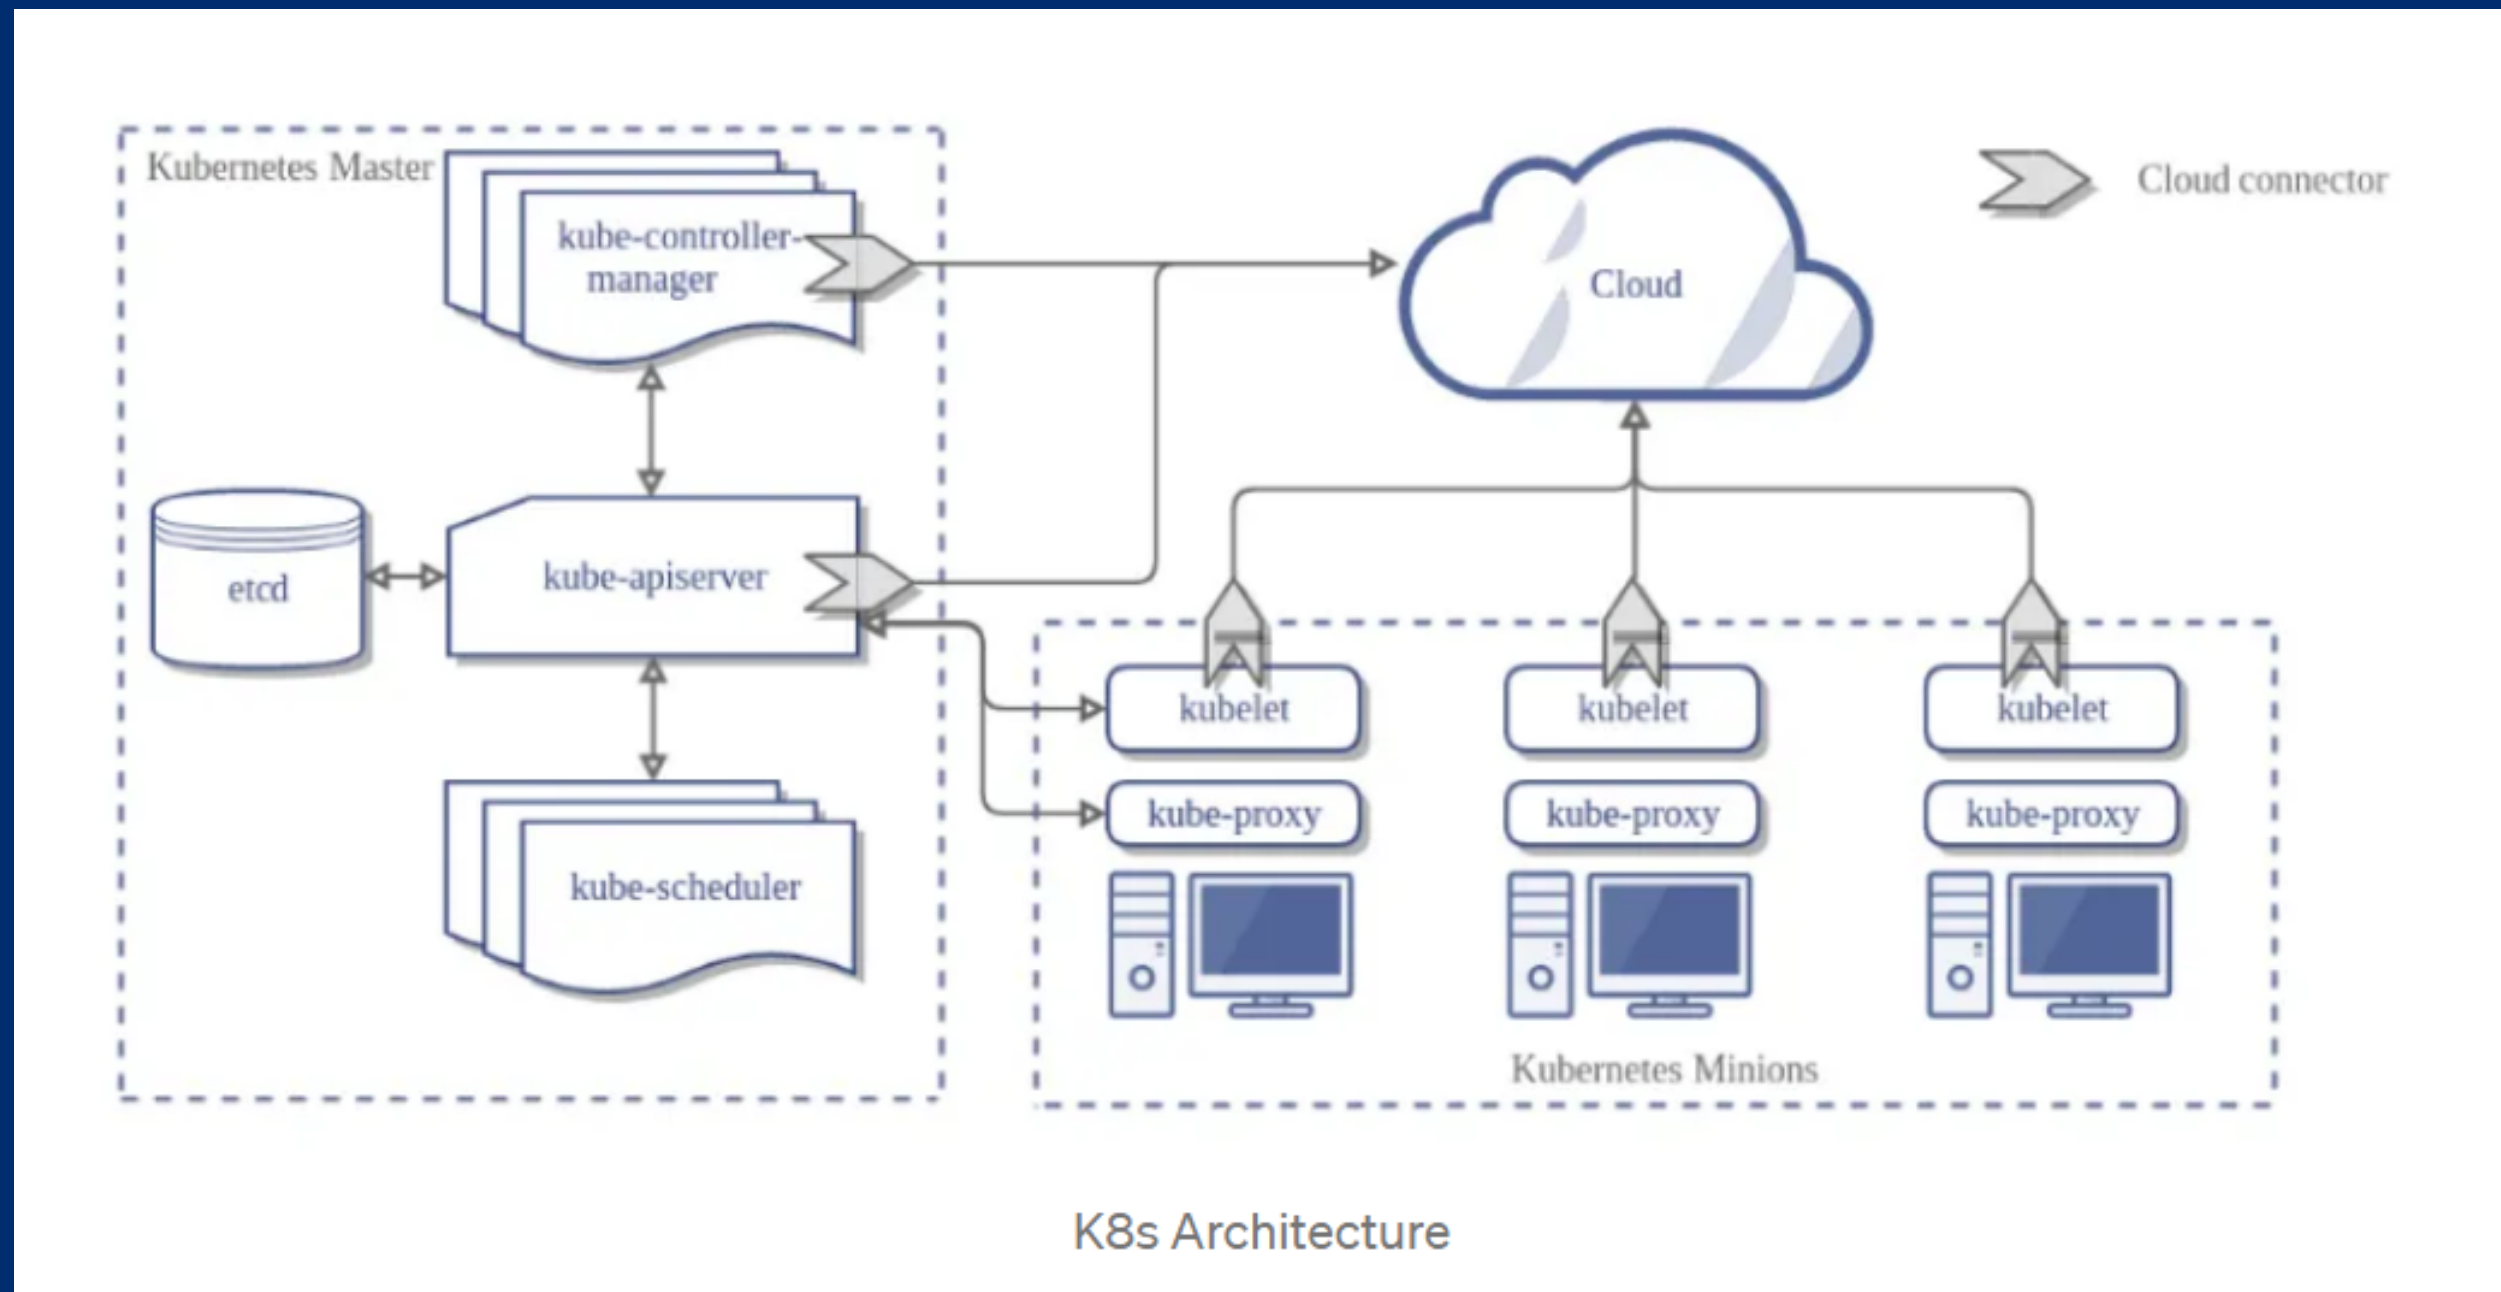 Kubernetes Master
kube-controller-
manager
Cloud
Cloud connector
etcd
kube-apiserver
kubelet
kubelet
kubelet
kube-proxy
kube-proxy
kube-proxy
kube-scheduler
Kubernetes Minions
K8s Architecture